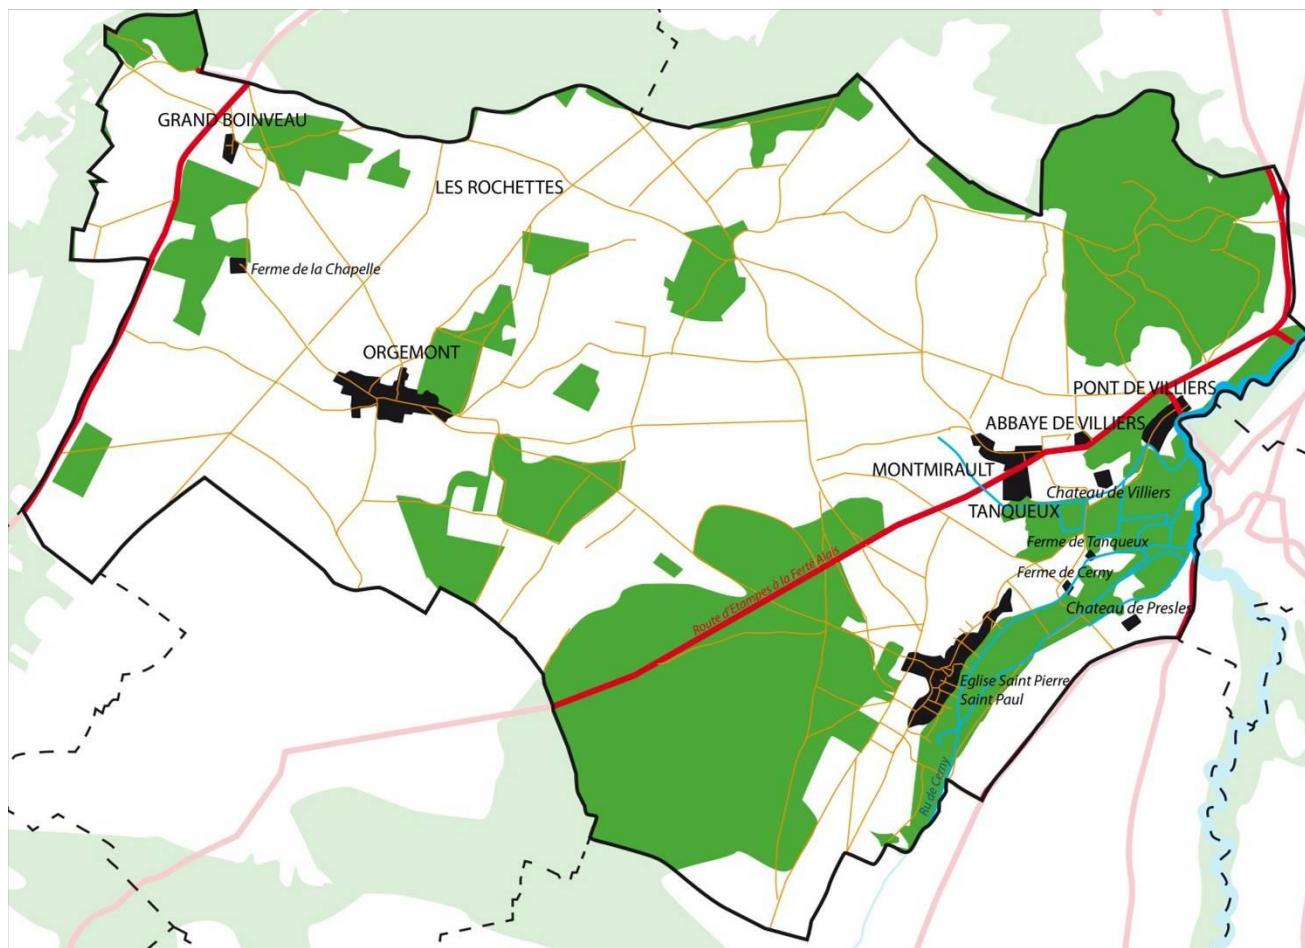 GRAND BOINVEAU
LES ROCHETTES
Ferme de la Chapelle
ORGEMONT
PONT DE VILLIERS
ABBAYE DE VILLIERS
MONTMIRAULT
Chateau de Villiers
TANQUEUX
Ferme de Tanqueux
Route d'Etampes à la Ferté Alais
Ferme de Cerny
Chateau de Presles
Eglise Saint Pierre
Saint Paul
Ru de Cerny